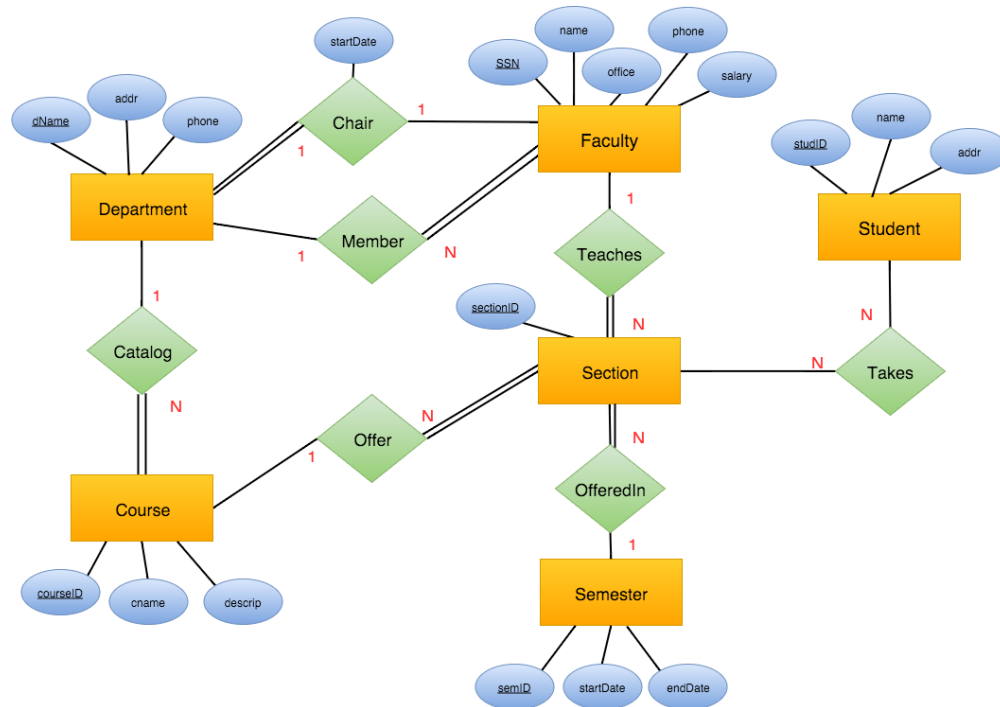 startDate
name
phone
SSN
office
salary
addr
dName
phone
Chair
1
1
Faculty
name
studID
addr
Department
Member
1
N
1
Teaches
Student
1
sectionID
N
N
Catalog
N
Section
N
Takes
N
Offer
1
N
N
OfferedIn
Course
1
courseID
cname
descrip
Semester
semID
startDate
endDate